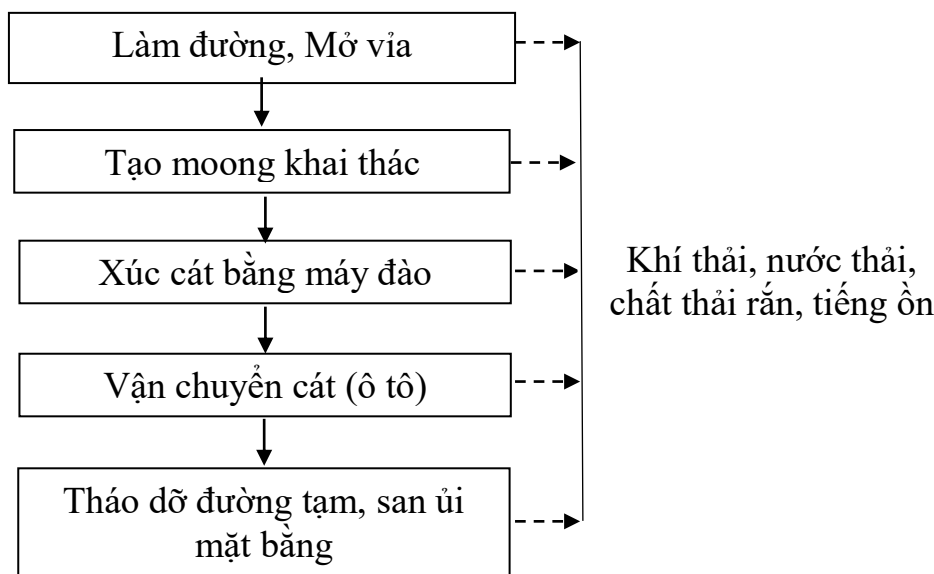 Làm đường, Mở vỉa
Tạo moong khai thác
Xúc cát bằng máy đào
Vận chuyển cát (ô tô)
Tháo dỡ đường tạm, san ủi
mặt bằng
Khí thải, nước thải,
chất thải rắn, tiếng ồn